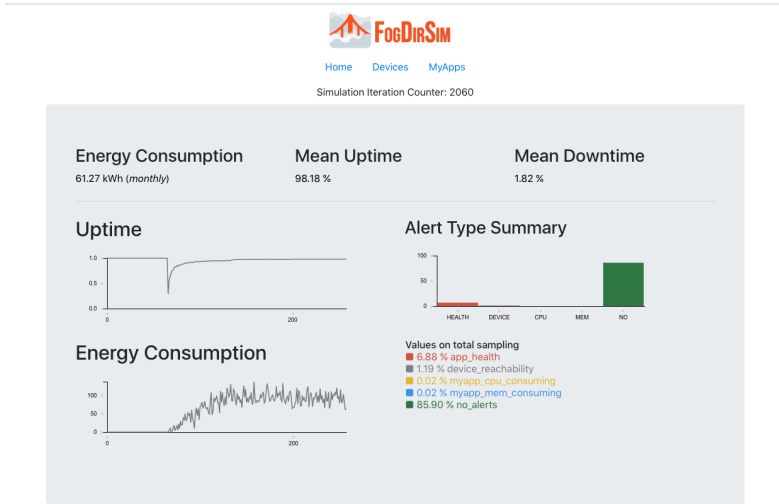 FogDirSim
Home Devices MyApps
Simulation Iteration Counter: 2060
Energy Consumption Mean Uptime Mean Downtime
61.27 kWh (monthly) 98.18 % 1.82 %
Uptime
1.0
0.5
0.0
0 200
Energy Consumption
100
50
0
0 200
Alert Type Summary
100
50
0
HEALTH DEVICE CPU MEM NO
Values on total sampling
6.88 % app_health
1.19 % device_reachability
0.02 % myapp_cpu_consuming
0.02 % myapp_mem_consuming
85.90 % no_alerts